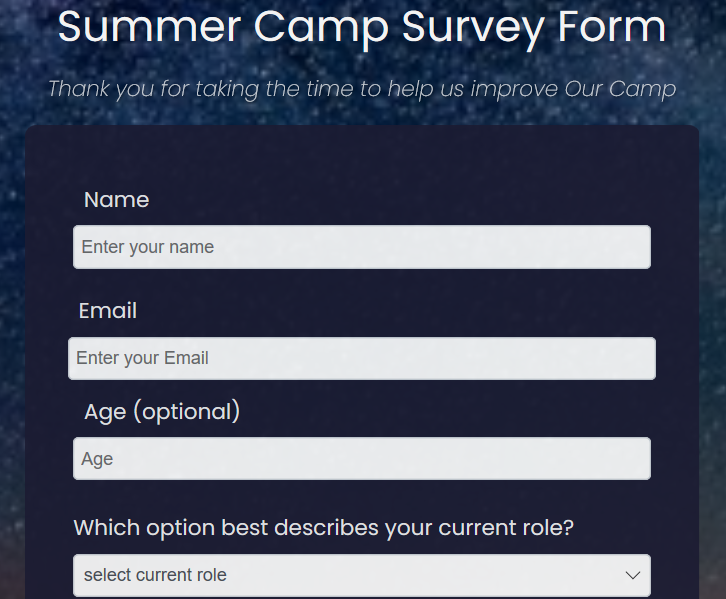 Summer Camp Survey Form
Thank you for taking the time to help us improve Our Camp
Name
Enter your name
Email
Enter your Email
Age (optional)
Age
Which option best describes your current role?
select current role